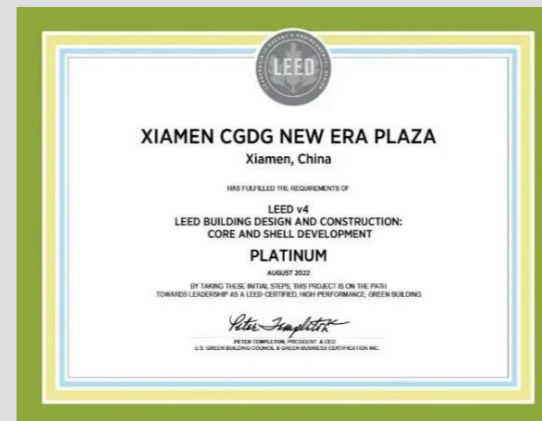 LEED
XIAMEN CGDG NEW ERA PLAZA
Xiamen, China
HAS FULFILLED THE REQUIREMENTS OF
LEED v4
LEED BUILDING DESIGN AND CONSTRUCTION:
CORE AND SHELL DEVELOPMENT
PLATINUM
AUGUST 2022
BY TAKING THESE INITIAL STEPS, THIS PROJECT IS ON THE PATH
TOWARDS LEADERSHIP AS A LEED-CERTIFIED, HIGH-PERFORMANCE, GREEN BUILDING
Peter Templeton
PETER TEMPLETON, PRESIDENT & CEO
U.S. GREEN BUILDING COUNCIL & GREEN BUSINESS CERTIFICATION INC.